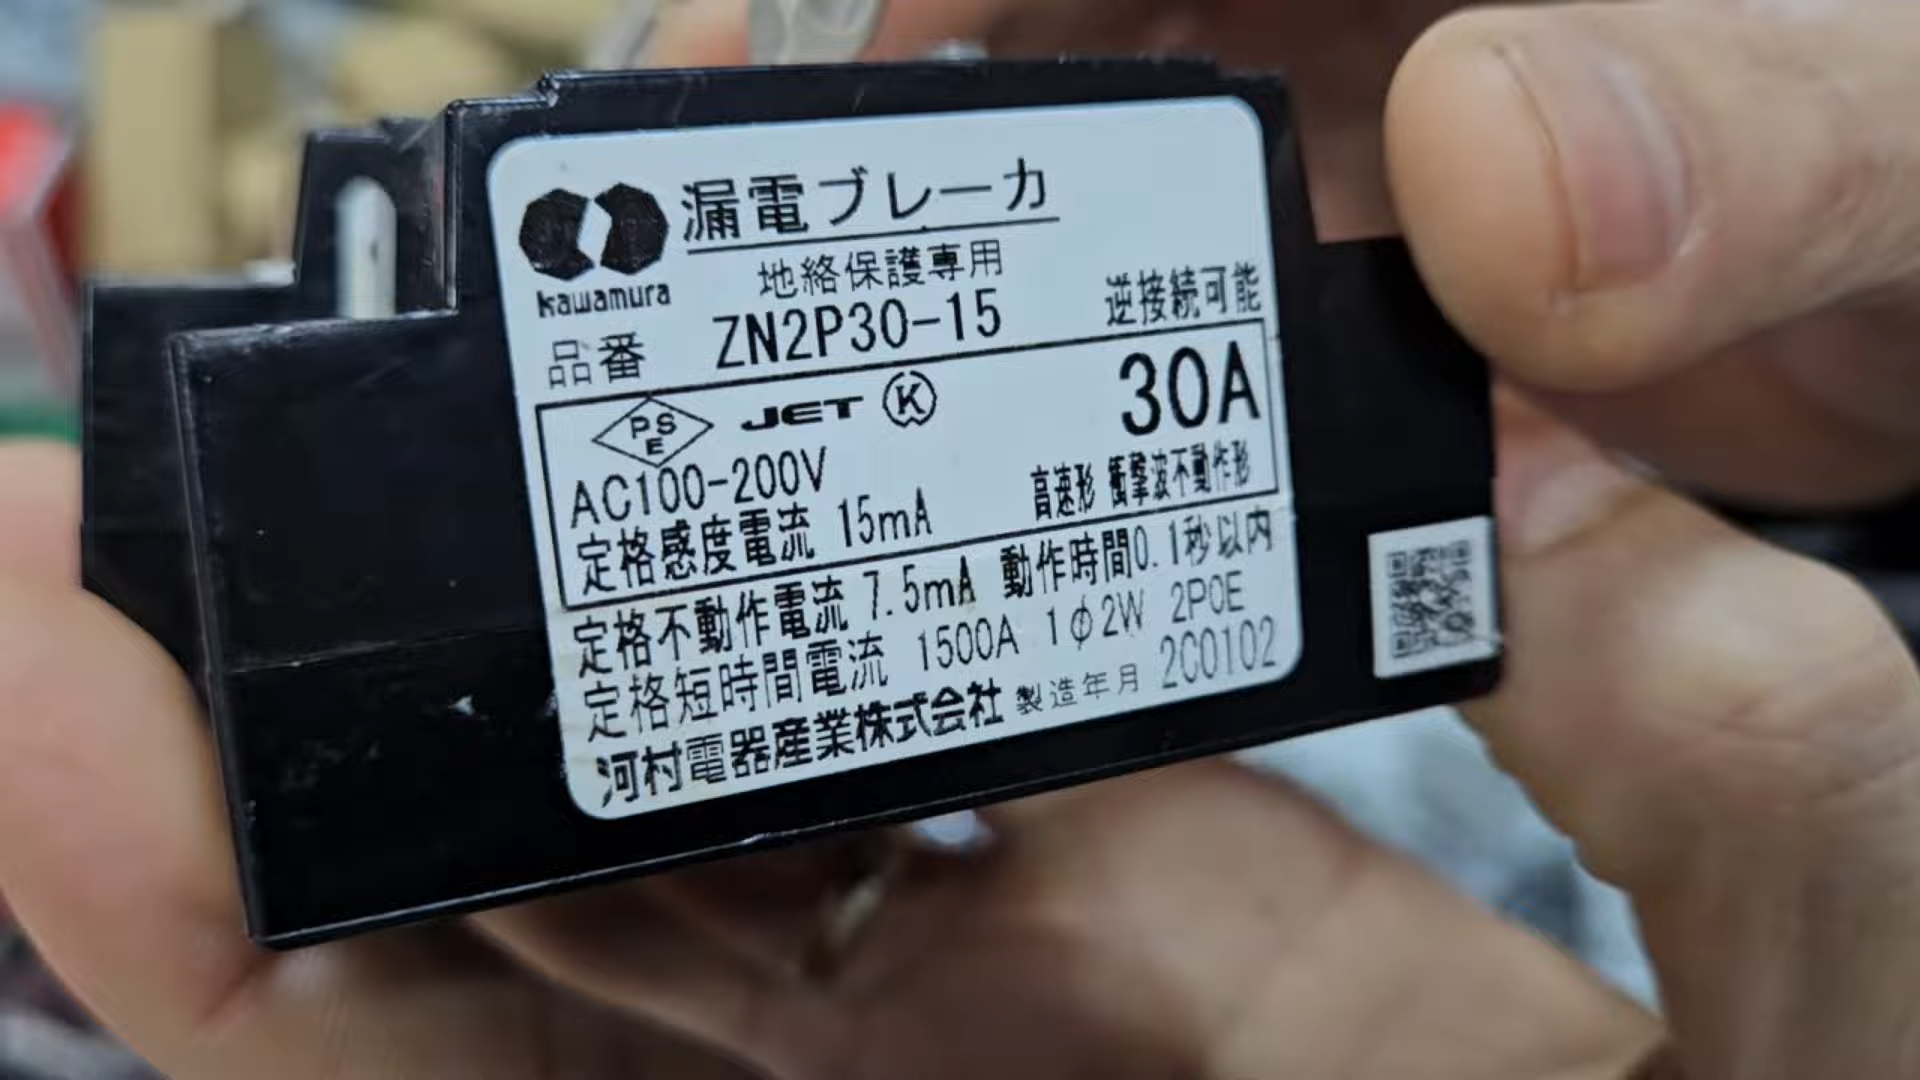 漏電ブレーカ
kawamura
地絡保護専用
品番 ZN2P30-15 逆接続可能
PSE JET K 30A
AC100-200V 高速形 衝撃波不動作形
定格感度電流 15mA
定格不動作電流 7.5mA 動作時間0.1秒以内
定格短時間電流 1500A 1φ2W 2P0E
河村電器産業株式会社 製造年月 2C0102